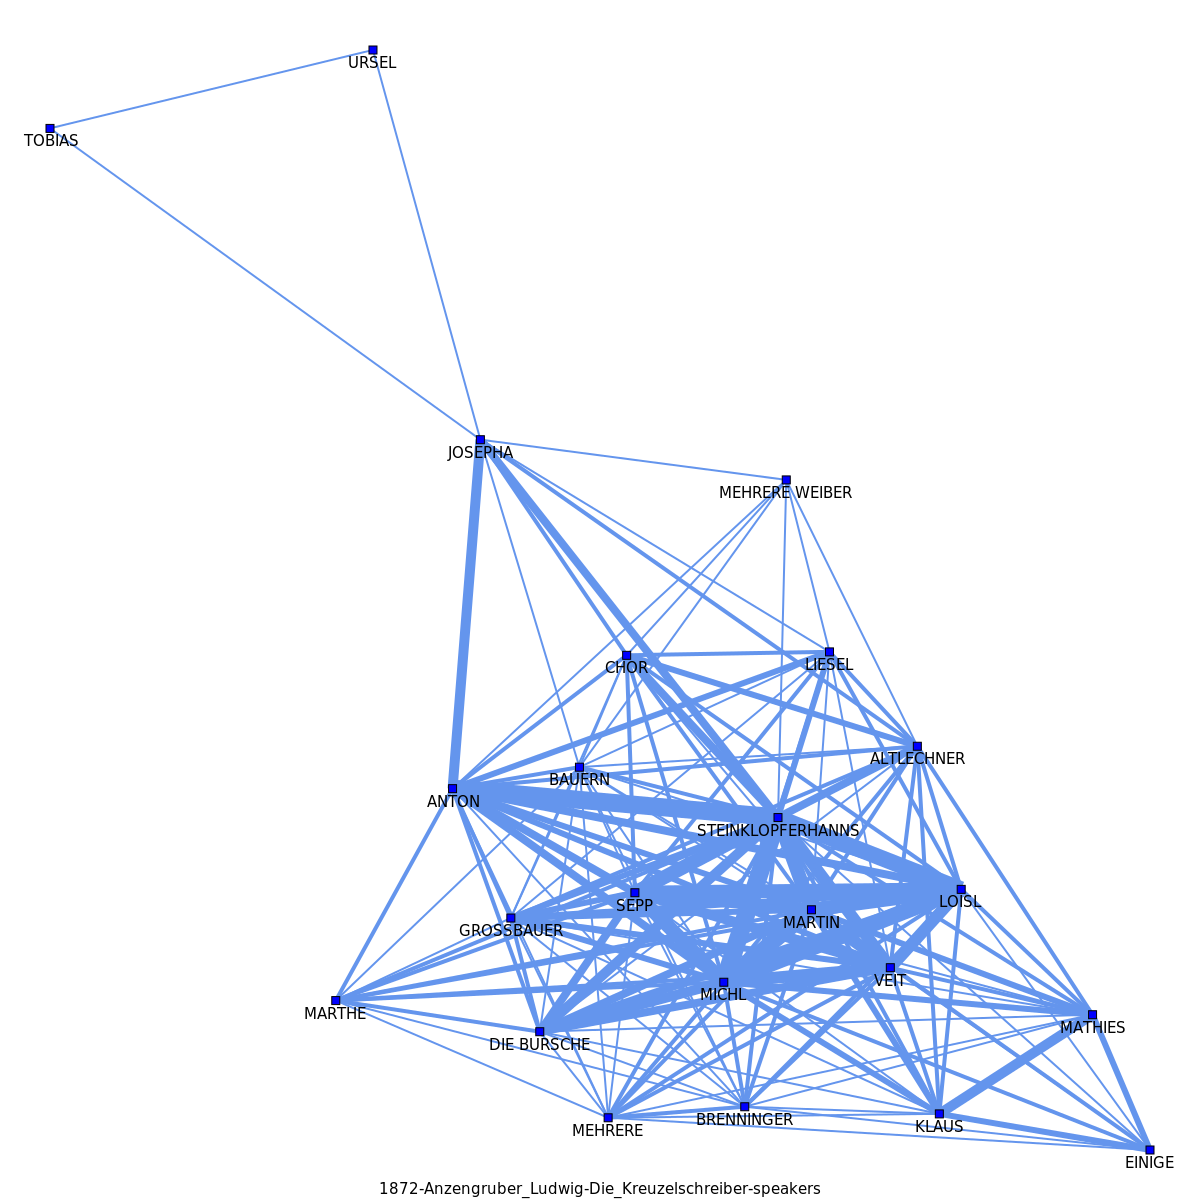 URSEL
TOBIAS
JOSEPHA
MEHRERE WEIBER
CHOR
LIESEL
ALTLECHNER
BAUERN
ANTON
STEINKLOPFERHANNS
LOISL
SEPP
MARTIN
GROSSBAUER
VEIT
MICHL
MARTHE
MATHIES
DIE BURSCHE
BRENNINGER
KLAUS
MEHRERE
EINIGE
1872-Anzengruber_Ludwig-Die_Kreuzelschreiber-speakers